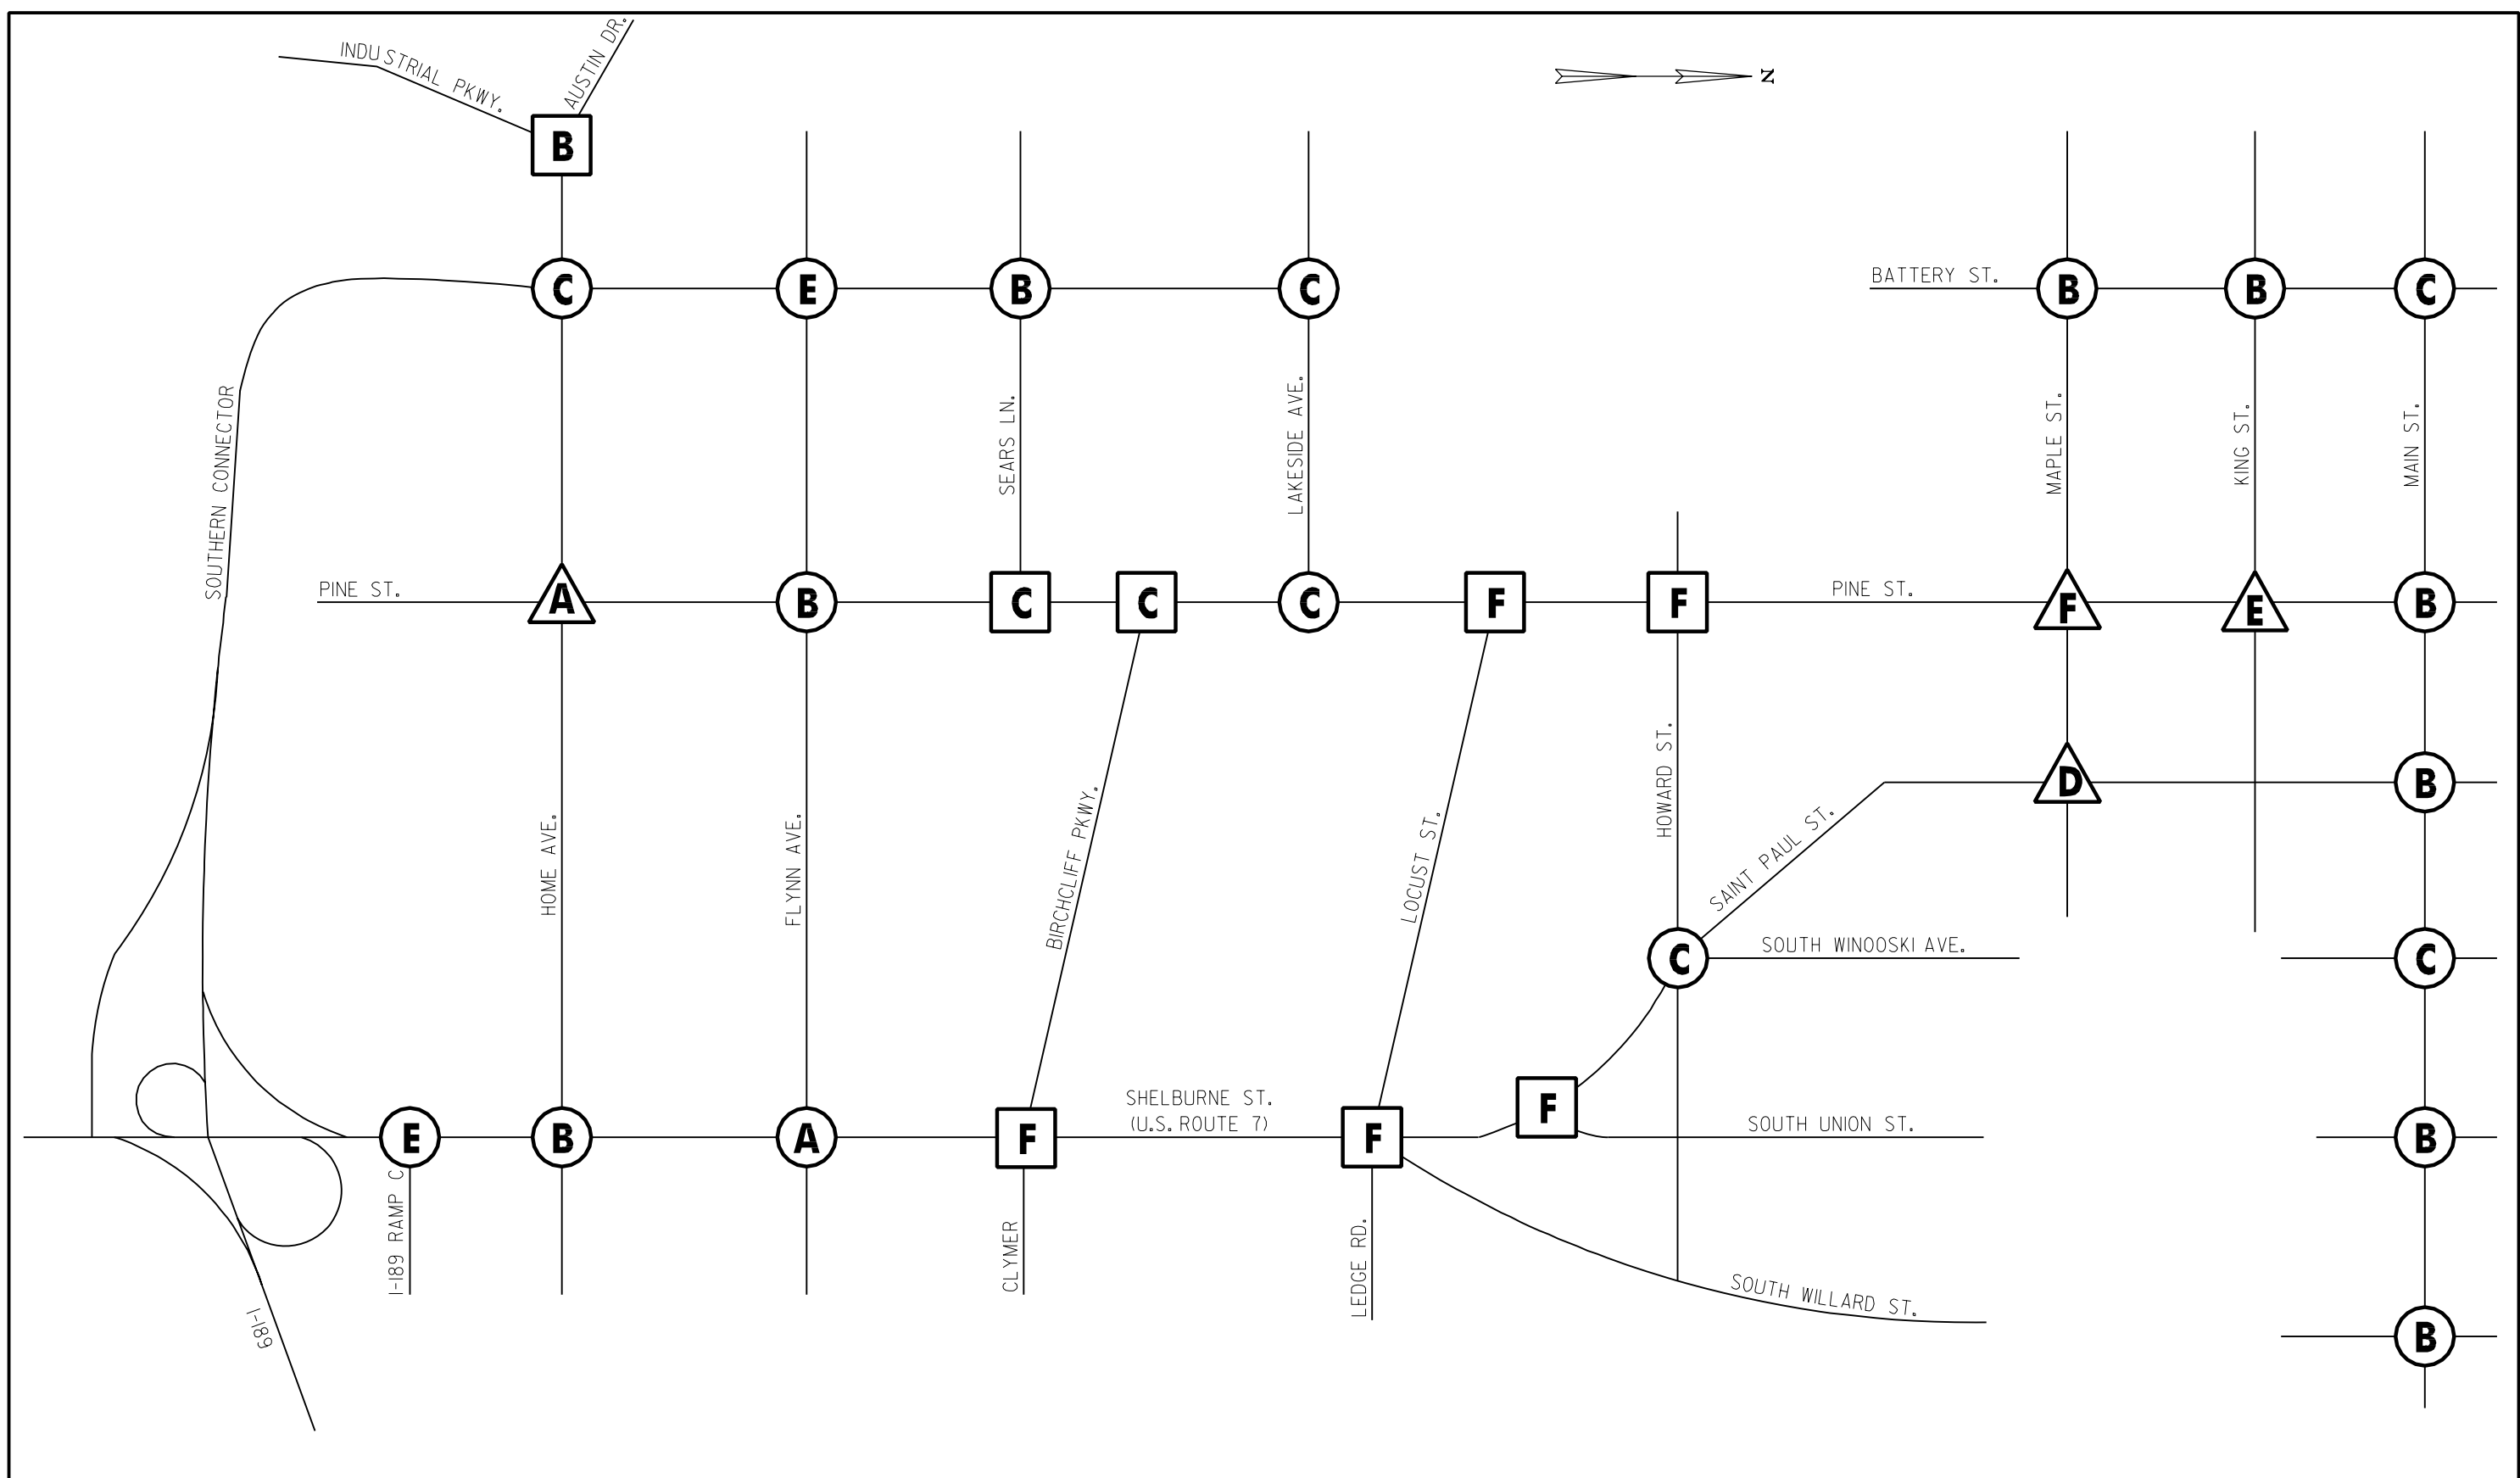 INDUSTRIAL PKWY.
AUSTIN DR.
N
B
C
E
B
C
BATTERY ST.
B
B
C
SOUTHERN CONNECTOR
SEARS LN.
LAKESIDE AVE.
MAPLE ST.
KING ST.
MAIN ST.
PINE ST.
A
B
C
C
C
F
F
PINE ST.
F
E
B
HOME AVE.
FLYNN AVE.
BIRCHCLIFF PKWY.
LOCUST ST.
HOWARD ST.
SAINT PAUL ST.
D
B
C
SOUTH WINOOSKI AVE.
C
SHELBURNE ST.
(U.S. ROUTE 7)
F
SOUTH UNION ST.
E
B
A
F
F
B
I-189 RAMP C
CLYMER
LEDGE RD.
SOUTH WILLARD ST.
I-189
B